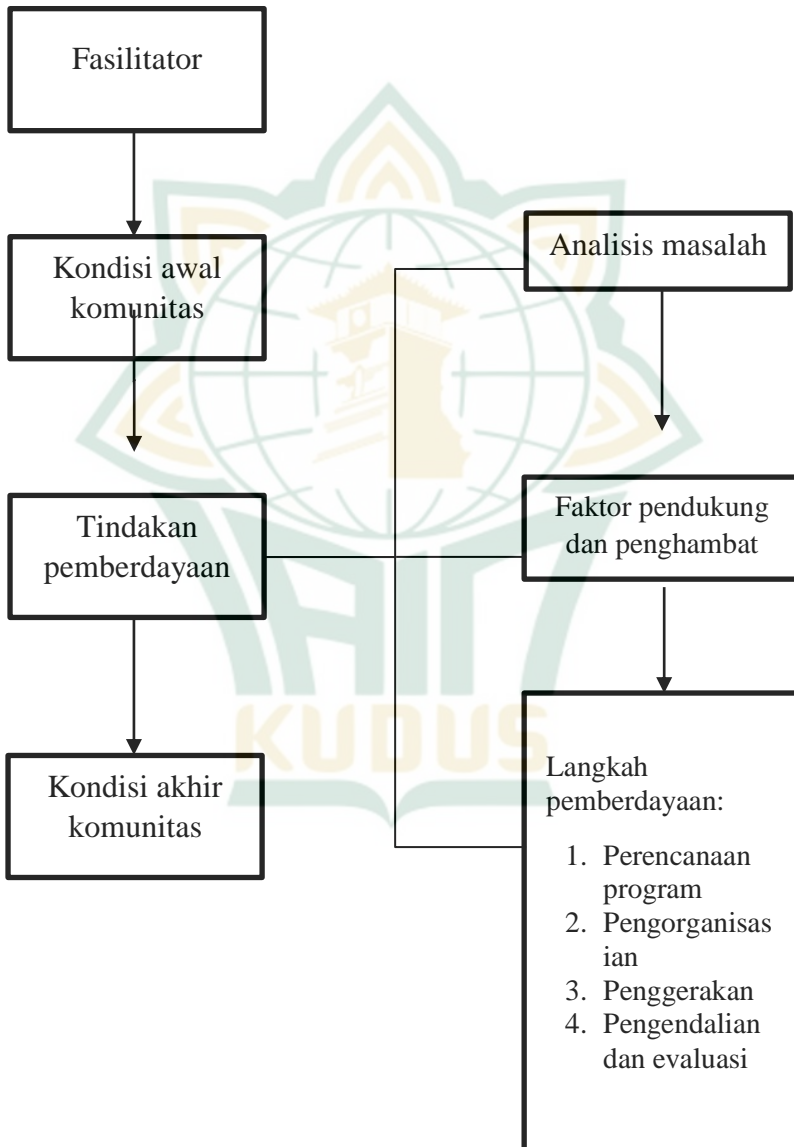 Fasilitator
Kondisi awal
komunitas
Tindakan
pemberdayaan
Kondisi akhir
komunitas
Analisis masalah
Faktor pendukung
dan penghambat
Langkah
pemberdayaan:
1. Perencanaan
program
2. Pengorganisas
ian
3. Penggerakan
4. Pengendalian
dan evaluasi
IAIN
KUDUS